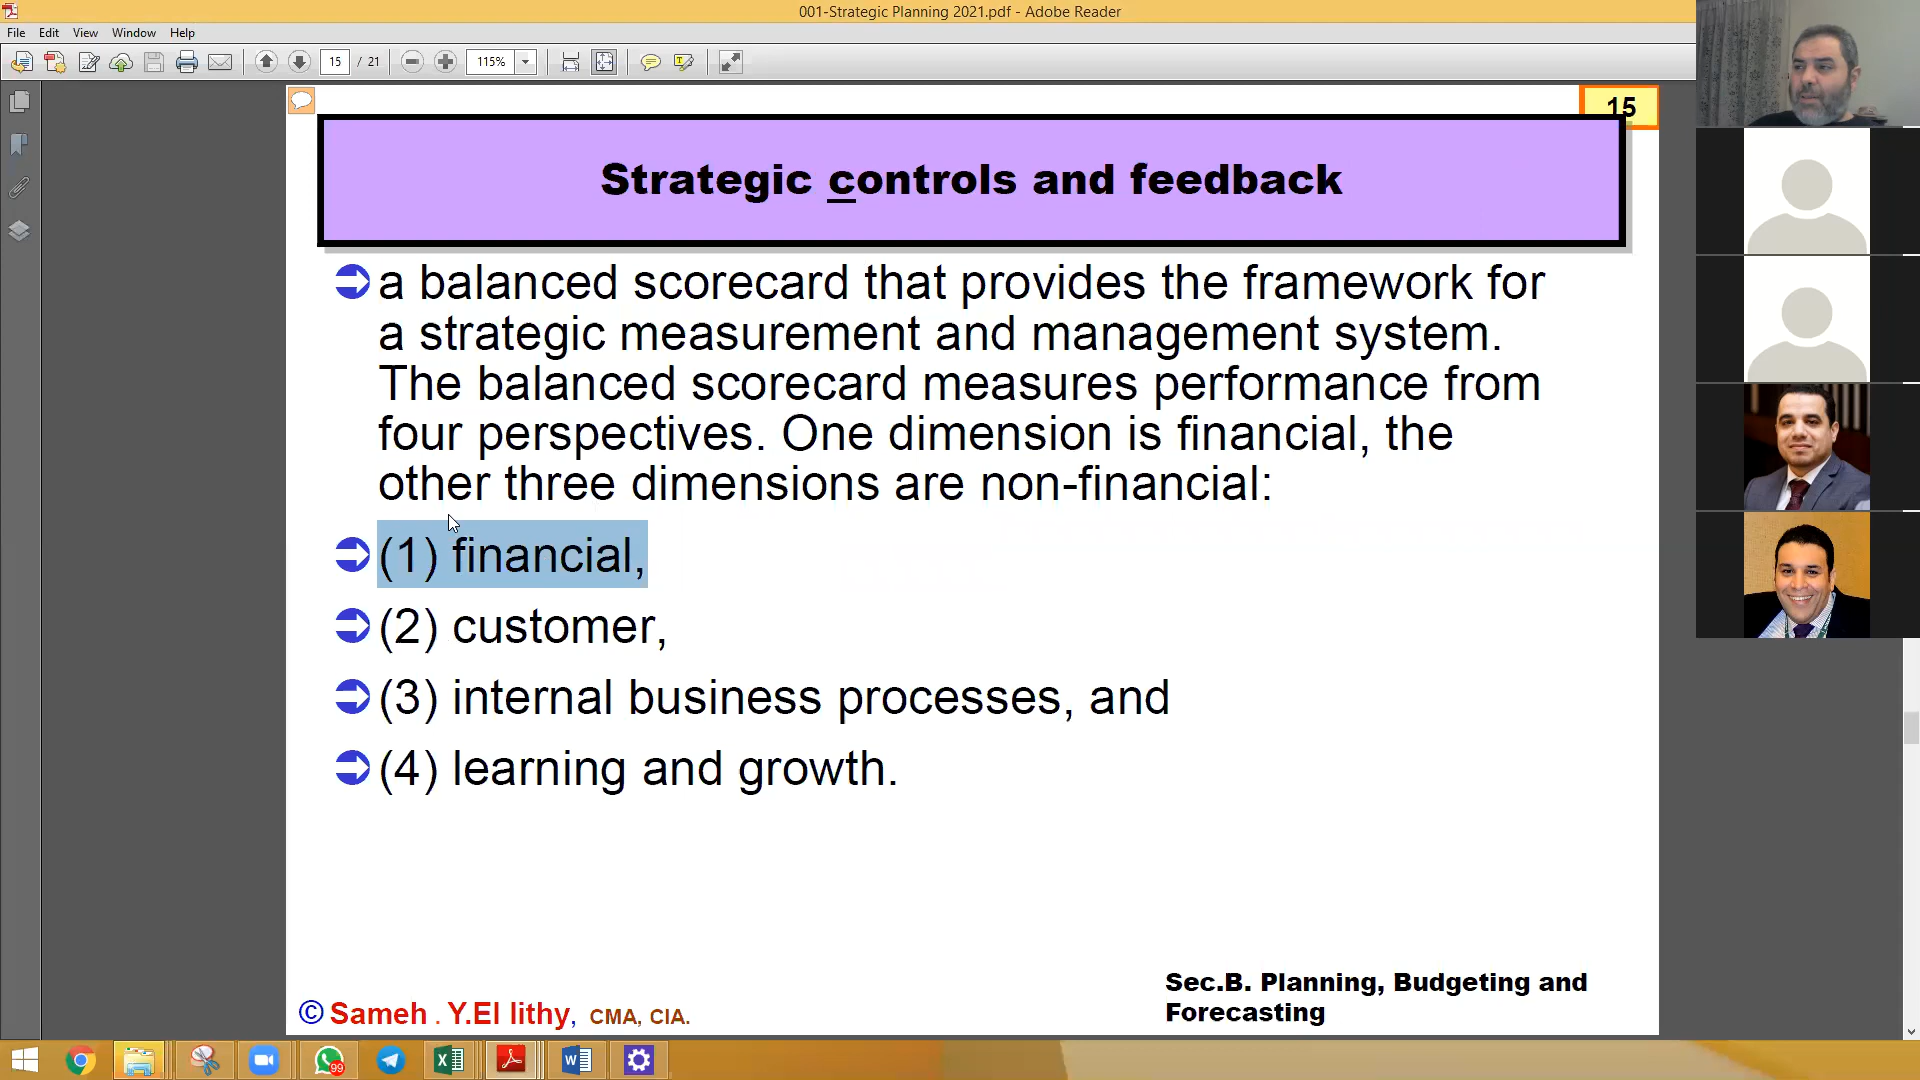 001-Strategic Planning 2021.pdf - Adobe Reader
File Edit View Window Help
15 / 21 115%
15
Strategic controls and feedback
a balanced scorecard that provides the framework for
a strategic measurement and management system.
The balanced scorecard measures performance from
four perspectives. One dimension is financial, the
other three dimensions are non-financial:
(1) financial,
(2) customer,
(3) internal business processes, and
(4) learning and growth.
Sec.B. Planning, Budgeting and
Forecasting
© Sameh . Y.El lithy, CMA, CIA.
99